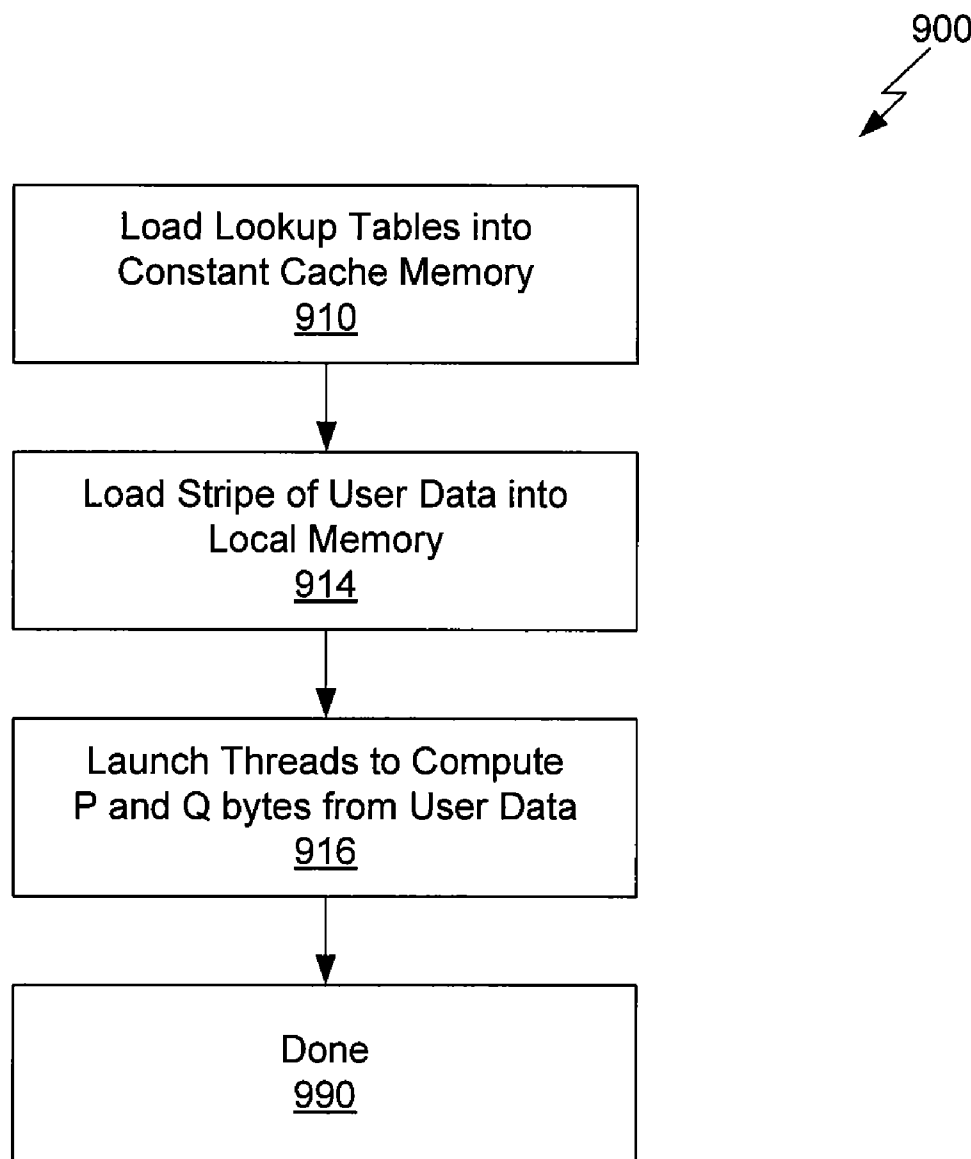 900
Load Lookup Tables into
Constant Cache Memory
910
Load Stripe of User Data into
Local Memory
914
Launch Threads to Compute
P and Q bytes from User Data
916
Done
990